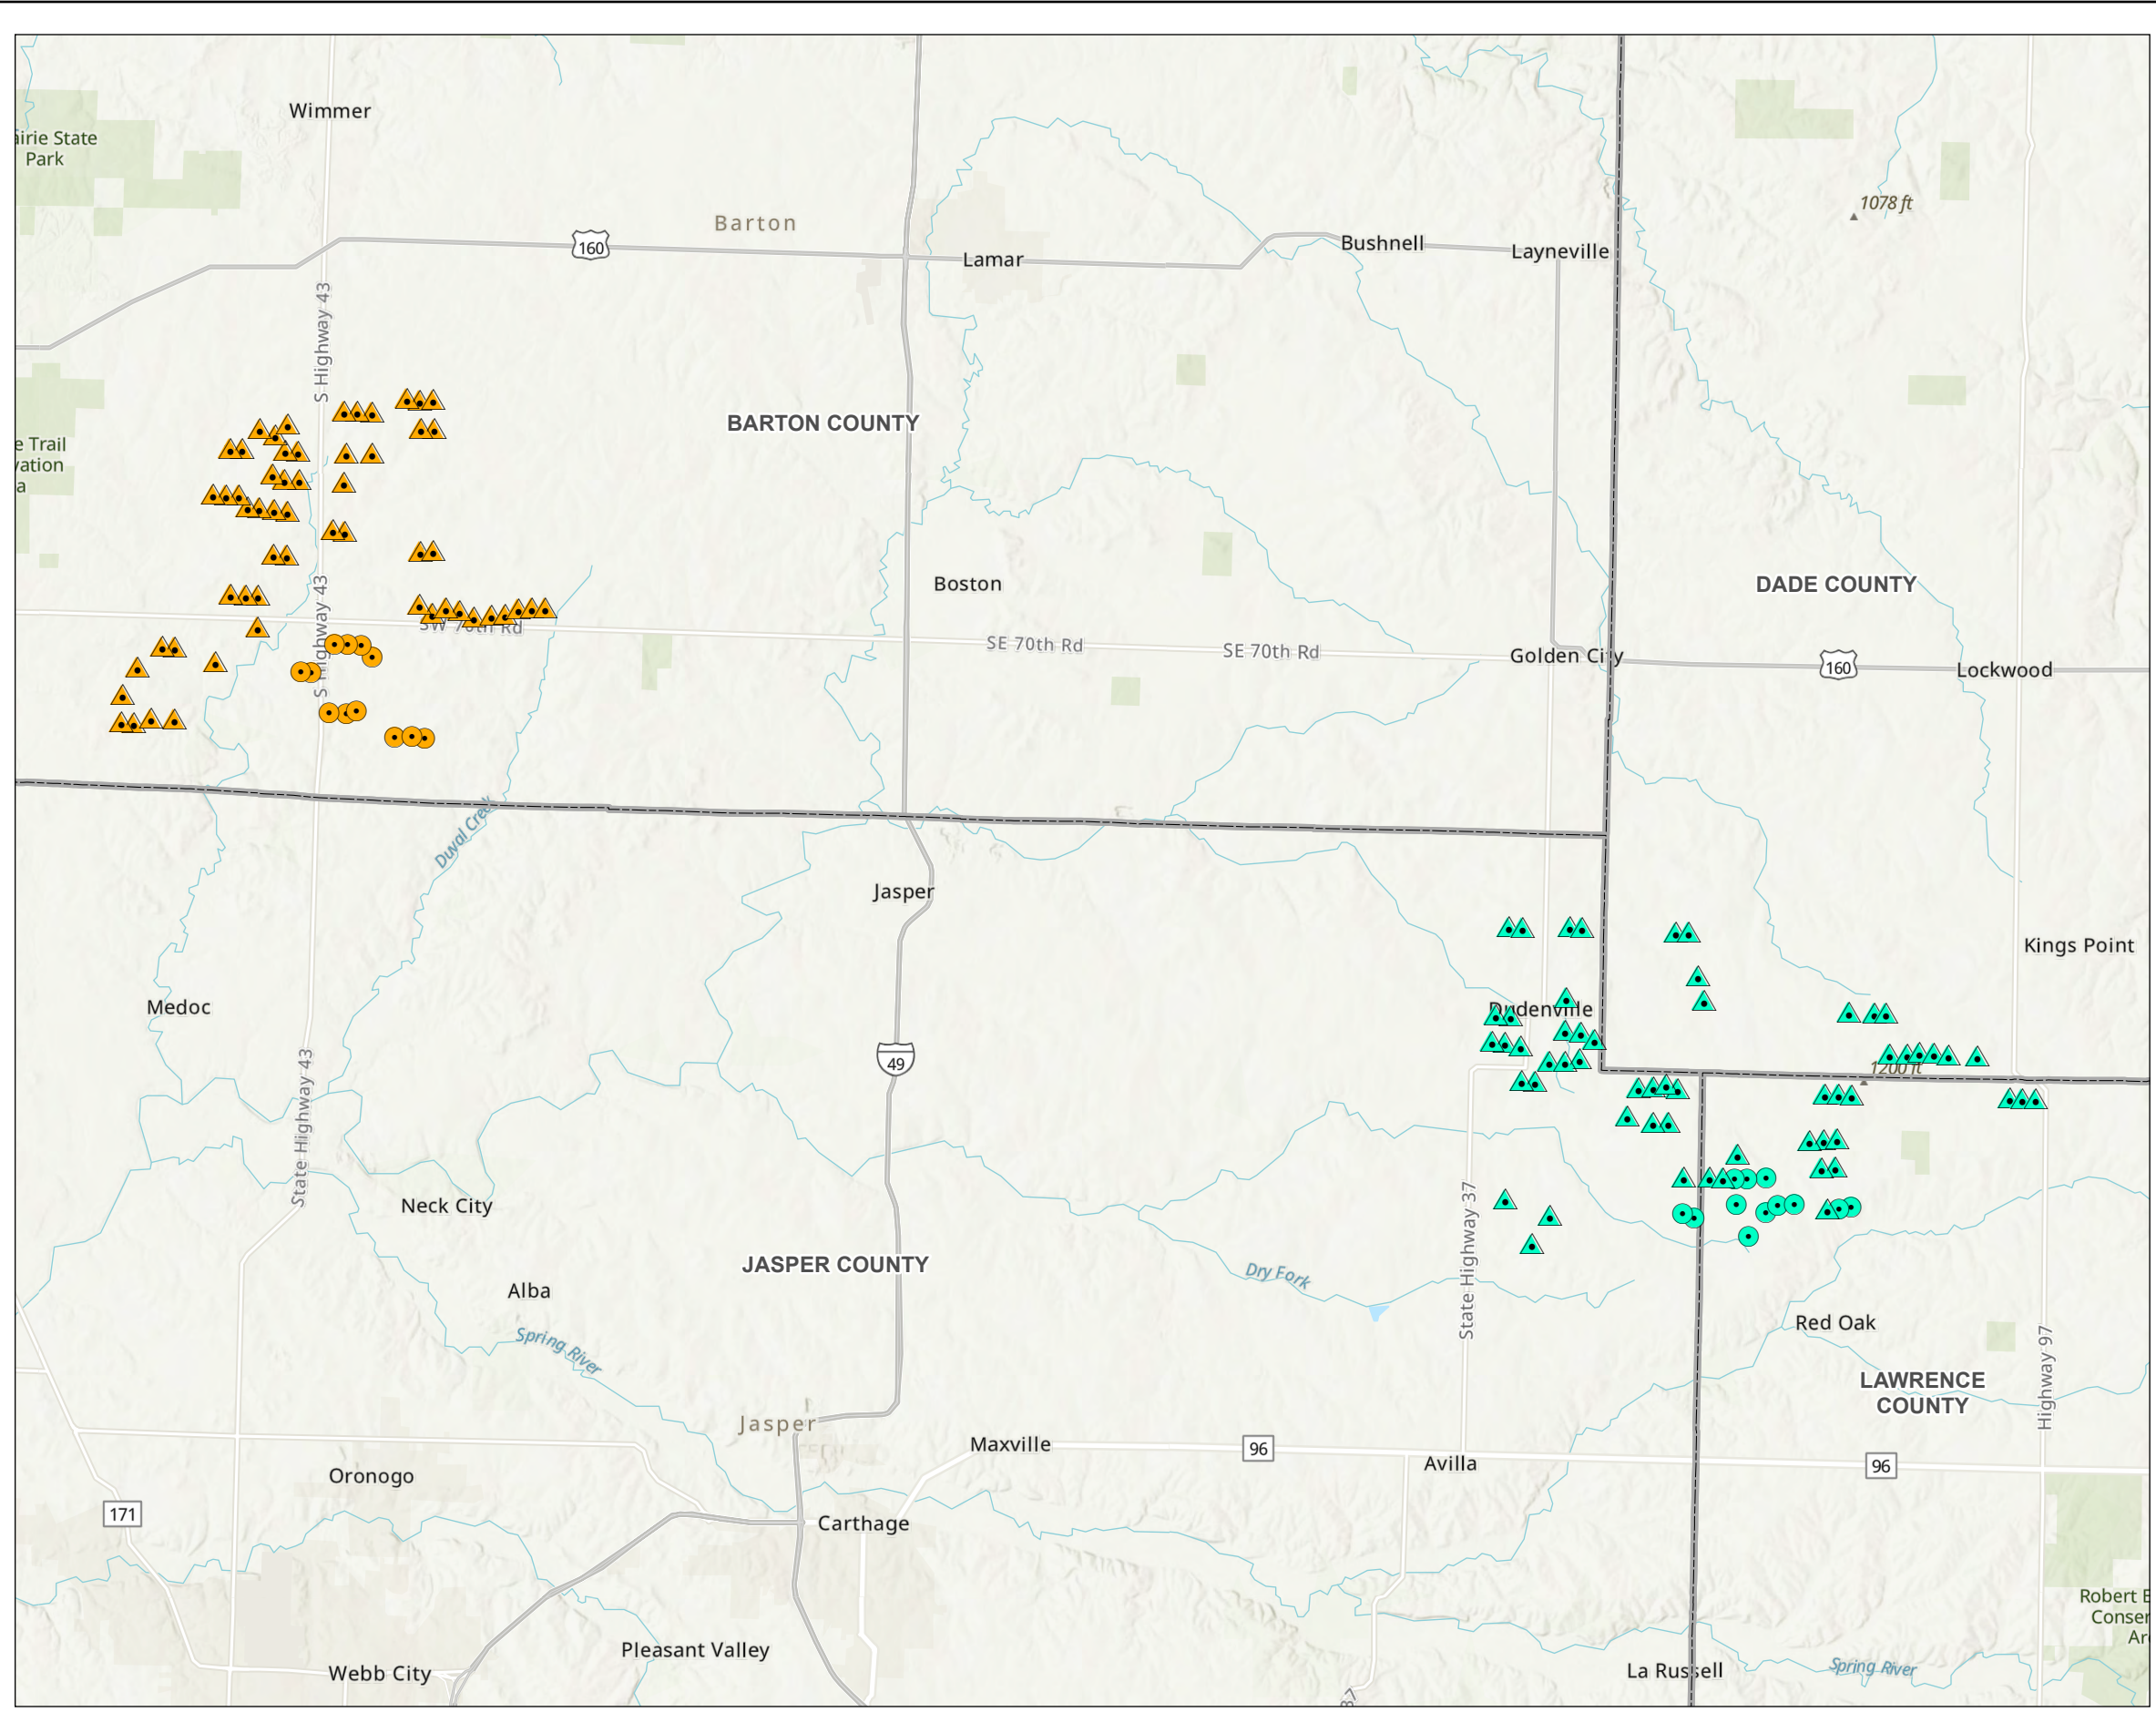 Wimmer
airie State
Park
1078 ft
Barton
160
Bushnell
Layneville
Lamar
S Highway 43
BARTON COUNTY
e Trail
vation
a
Boston
DADE COUNTY
S Highway 43
SW 70th Rd
SE 70th Rd
SE 70th Rd
Golden City
160
Lockwood
Duval Creek
Jasper
Kings Point
Medoc
Dudenville
49
1200 ft
State Highway 43
Neck City
State Highway 37
JASPER COUNTY
Dry Fork
Alba
Red Oak
Spring River
Highway 97
LAWRENCE
COUNTY
Jasper
Maxville
96
Avilla
96
Oronogo
171
Carthage
Robert E
Conser
Ar
Pleasant Valley
Webb City
La Russell
Spring River
37